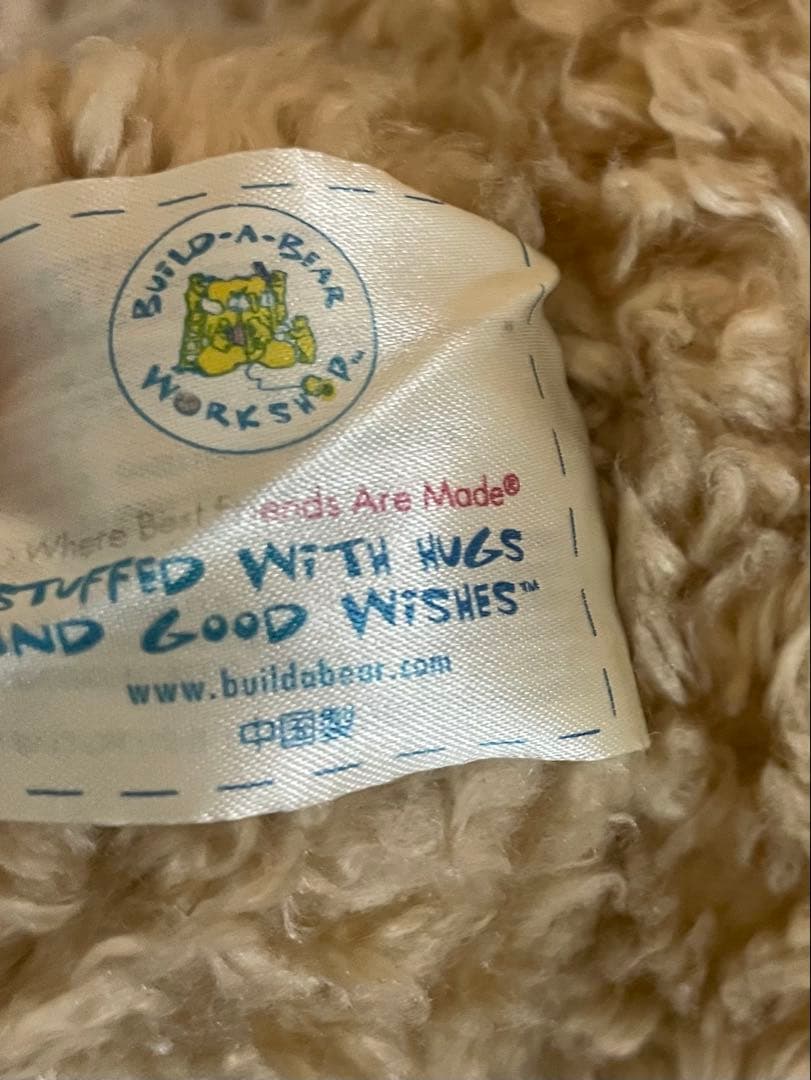 BUILD-A-BEAR
WORKSHOP
Where Best Friends Are Made®
STUFFED WITH HUGS
AND GOOD WISHES™
www.buildabear.com
中国製